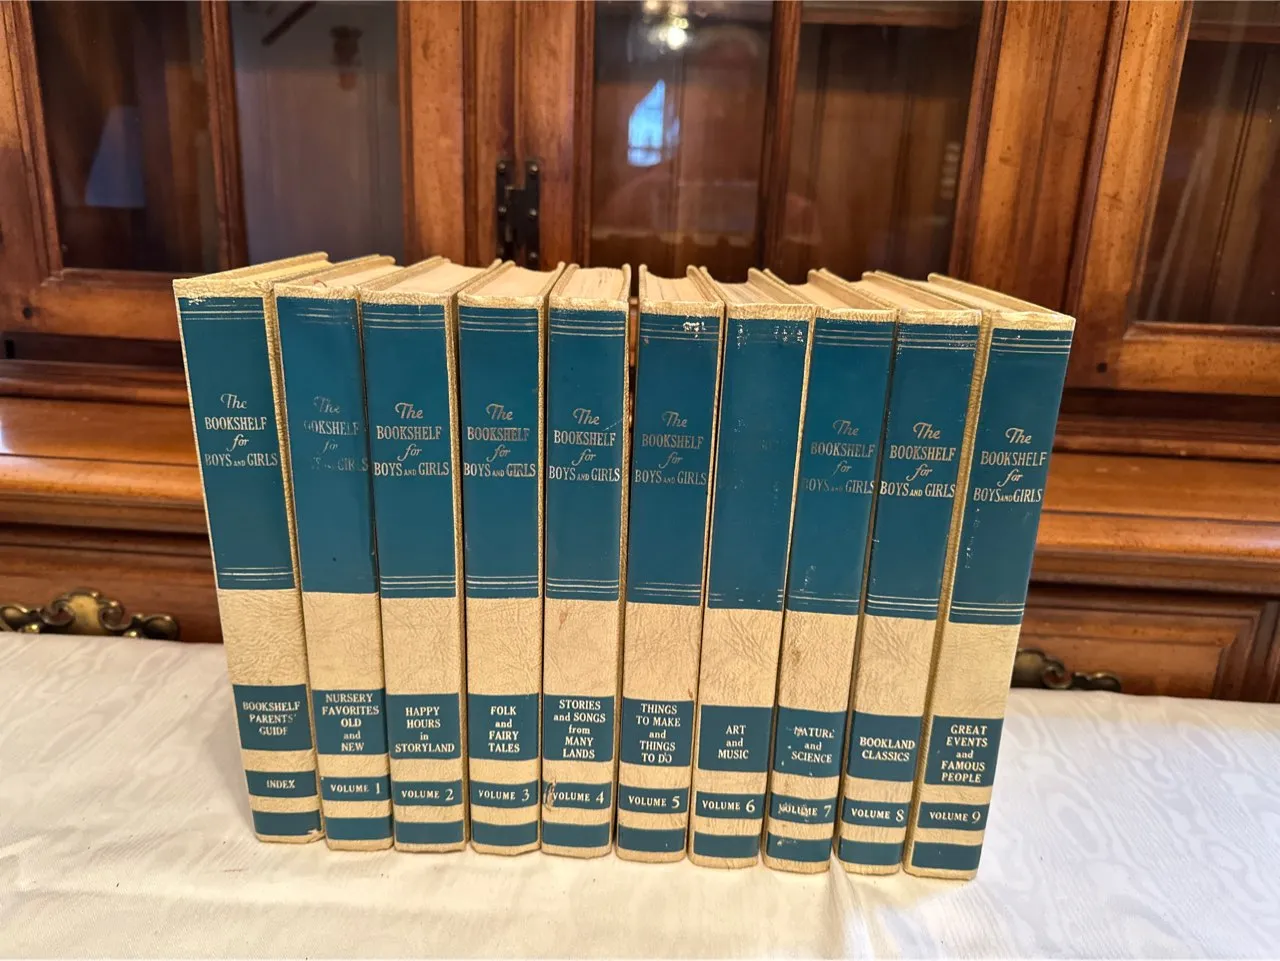 The
BOOKSHELF
for
BOYS AND GIRLS
BOOKSHELF
PARENTS'
GUIDE
INDEX
The
BOOKSHELF
for
BOYS AND GIRLS
NURSERY
FAVORITES
OLD
and
NEW
VOLUME 1
The
BOOKSHELF
for
BOYS AND GIRLS
HAPPY
HOURS
in
STORYLAND
VOLUME 2
The
BOOKSHELF
for
BOYS AND GIRLS
FOLK
and
FAIRY
TALES
VOLUME 3
The
BOOKSHELF
for
BOYS AND GIRLS
STORIES
and SONGS
from
MANY
LANDS
VOLUME 4
The
BOOKSHELF
for
BOYS AND GIRLS
THINGS
TO MAKE
and
THINGS
TO DO
VOLUME 5
ART
and
MUSIC
VOLUME 6
The
BOOKSHELF
for
BOYS AND GIRLS
NATURE
and
SCIENCE
VOLUME 7
The
BOOKSHELF
for
BOYS AND GIRLS
BOOKLAND
CLASSICS
VOLUME 8
The
BOOKSHELF
for
BOYS AND GIRLS
GREAT
EVENTS
and
FAMOUS
PEOPLE
VOLUME 9